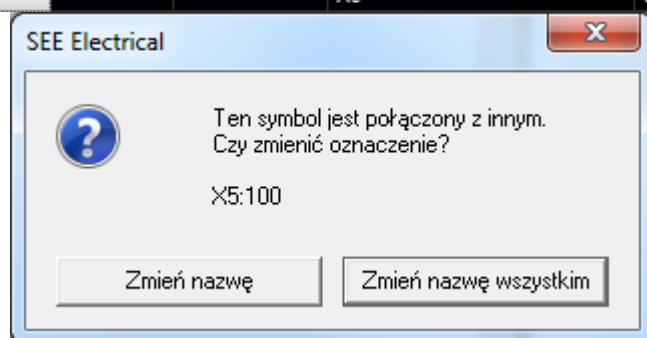 SEE Electrical
Ten symbol jest połączony z innym.
Czy zmienić oznaczenie?
X5:100
Zmień nazwę
Zmień nazwę wszystkim